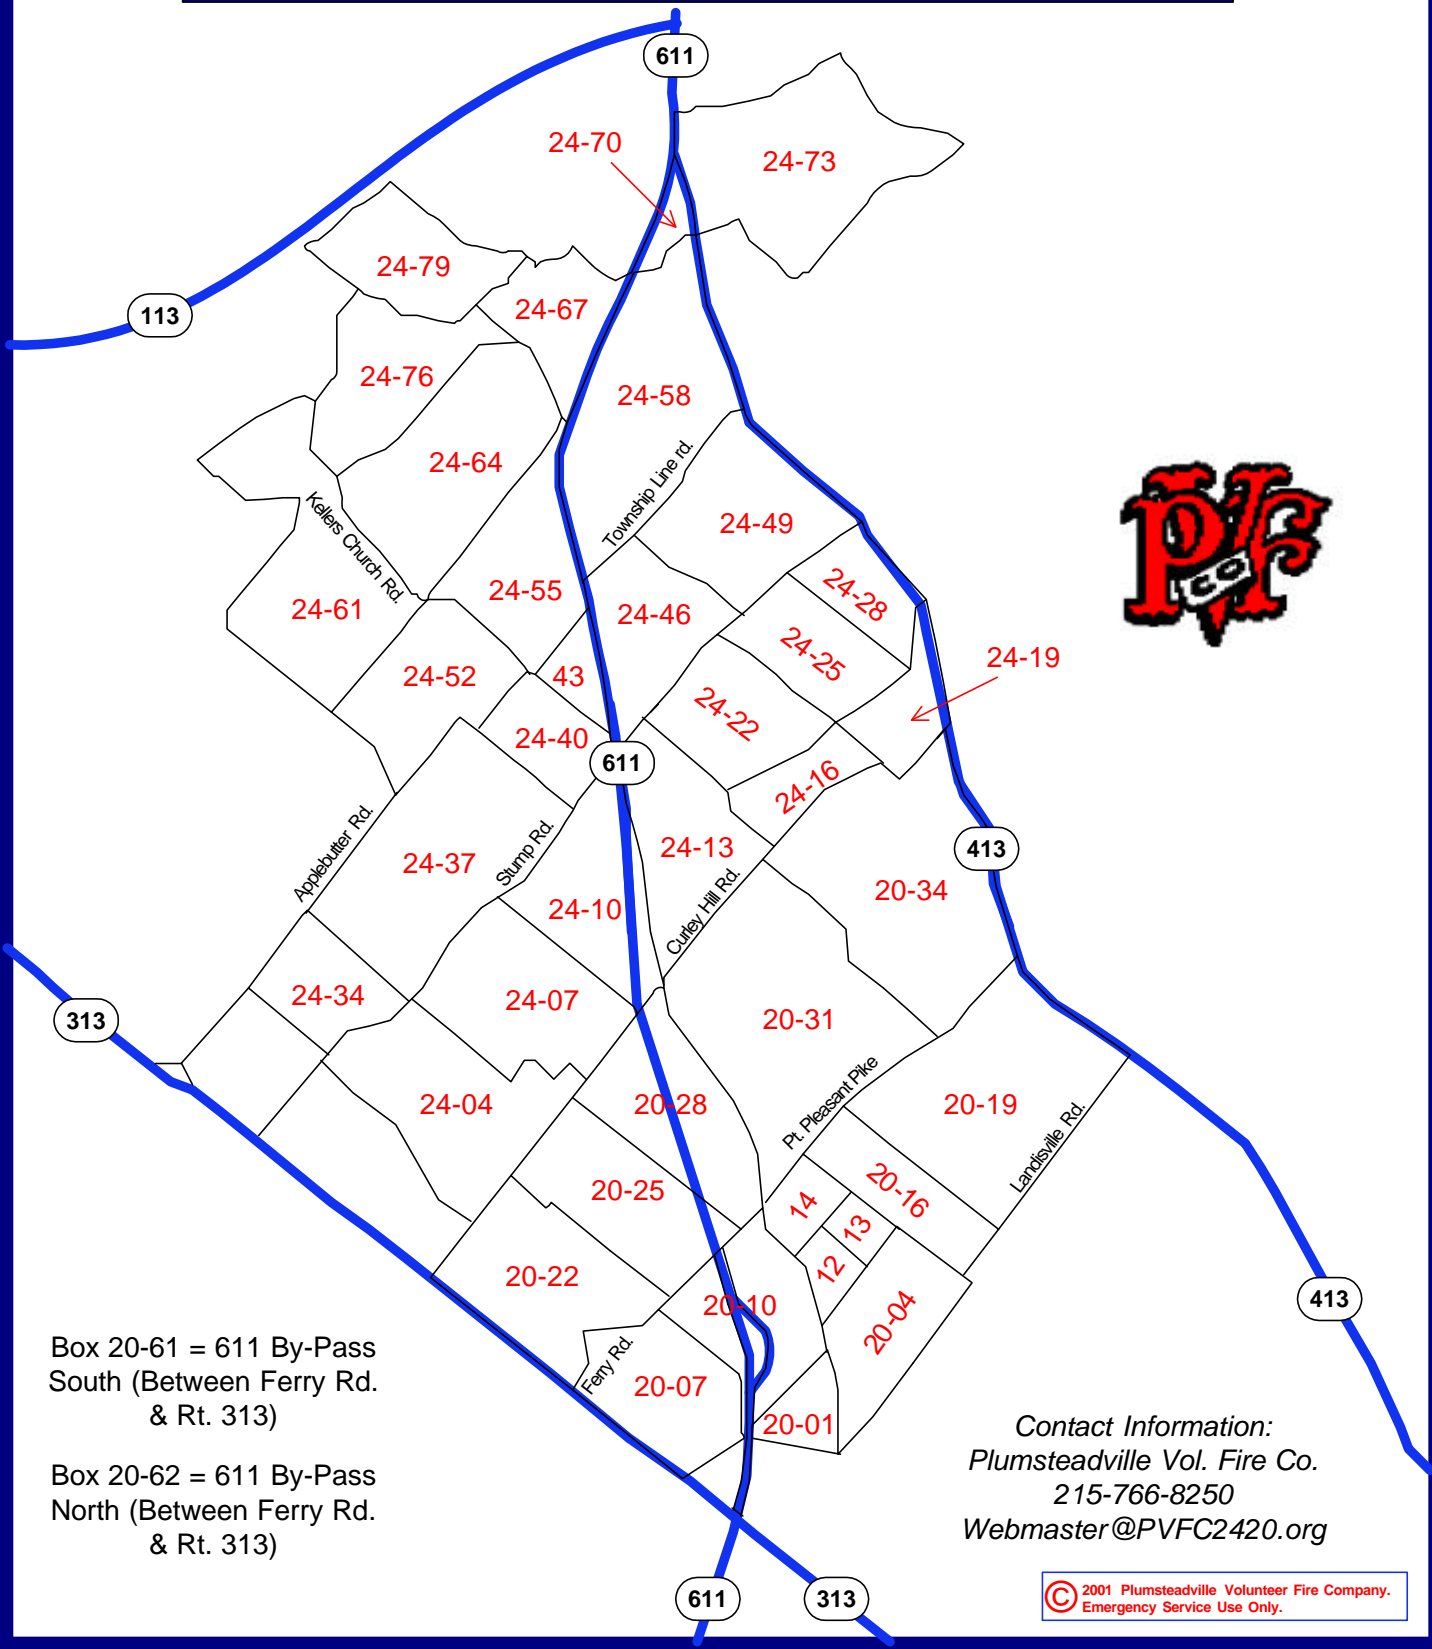 611
24-70
24-73
24-79
113
24-67
24-76
24-58
24-64
Township Line rd.
Kellers Church Rd.
24-49
24-55
24-28
24-61
24-46
24-25
24-19
24-52
43
24-22
24-40
611
24-16
Applebutter Rd.
24-37
Stump Rd.
24-13
413
20-34
24-10
Curley Hill Rd.
24-34
24-07
313
20-31
24-04
20-28
Pt. Pleasant Pike
20-19
Landisville Rd.
20-25
20-16
14
13
12
20-22
20-10
20-04
413
Ferry Rd.
20-07
20-01
Box 20-61 = 611 By-Pass
South (Between Ferry Rd.
& Rt. 313)
Box 20-62 = 611 By-Pass
North (Between Ferry Rd.
& Rt. 313)
PVF
CO
Contact Information:
Plumsteadville Vol. Fire Co.
215-766-8250
Webmaster@PVFC2420.org
611
313
© 2001 Plumsteadville Volunteer Fire Company.
Emergency Service Use Only.